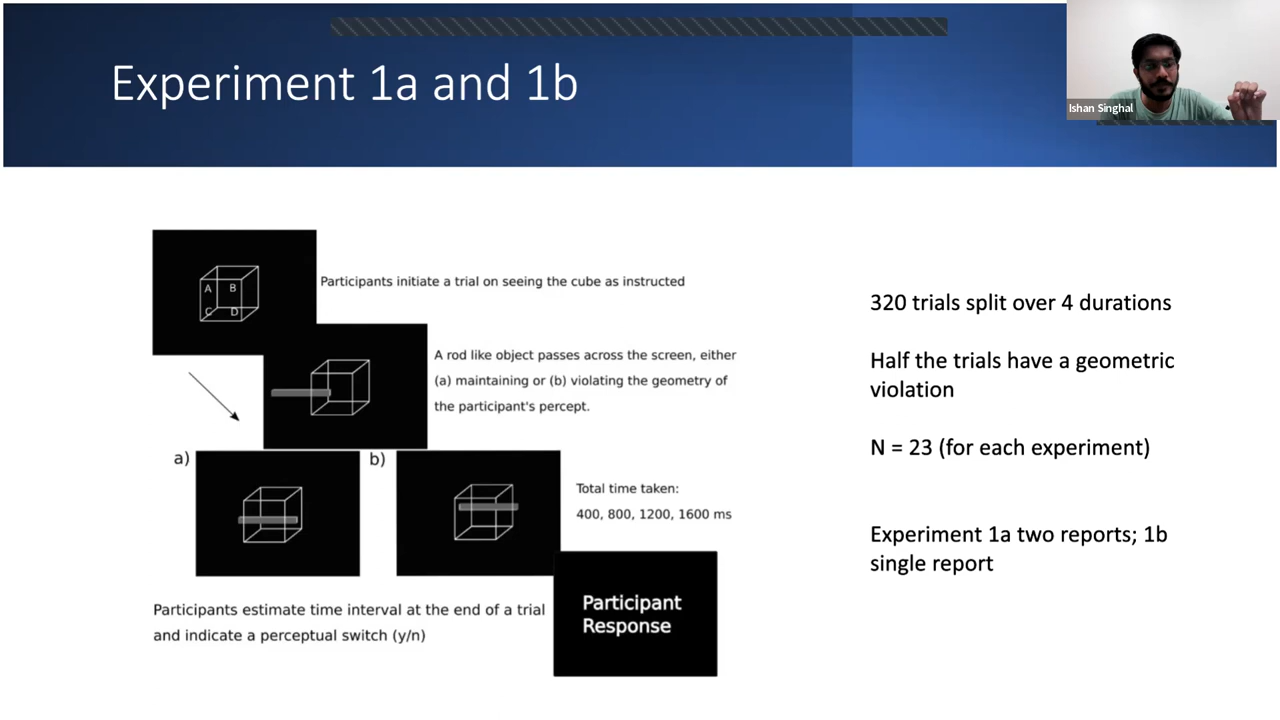 Experiment 1a and 1b
Ishan Singhal
A B
C D
Participants initiate a trial on seeing the cube as instructed
A rod like object passes across the screen, either
(a) maintaining or (b) violating the geometry of
the participant's percept.
a)
b)
Total time taken:
400, 800, 1200, 1600 ms
Participants estimate time interval at the end of a trial
and indicate a perceptual switch (y/n)
Participant
Response
320 trials split over 4 durations
Half the trials have a geometric
violation
N = 23 (for each experiment)
Experiment 1a two reports; 1b
single report